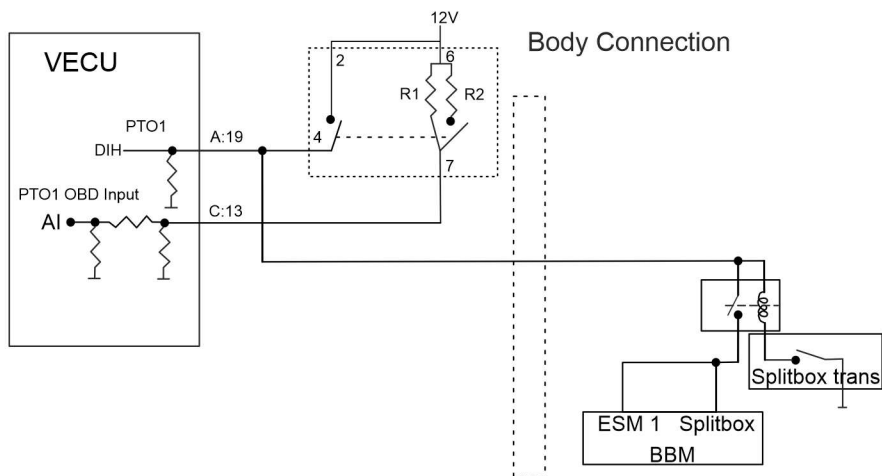 12V
Body Connection
VECU
2
6
R1
R2
PTO1
A:19
4
DIH
7
PTO1 OBD Input
C:13
AI
Splitbox trans
ESM 1
Splitbox
BBM